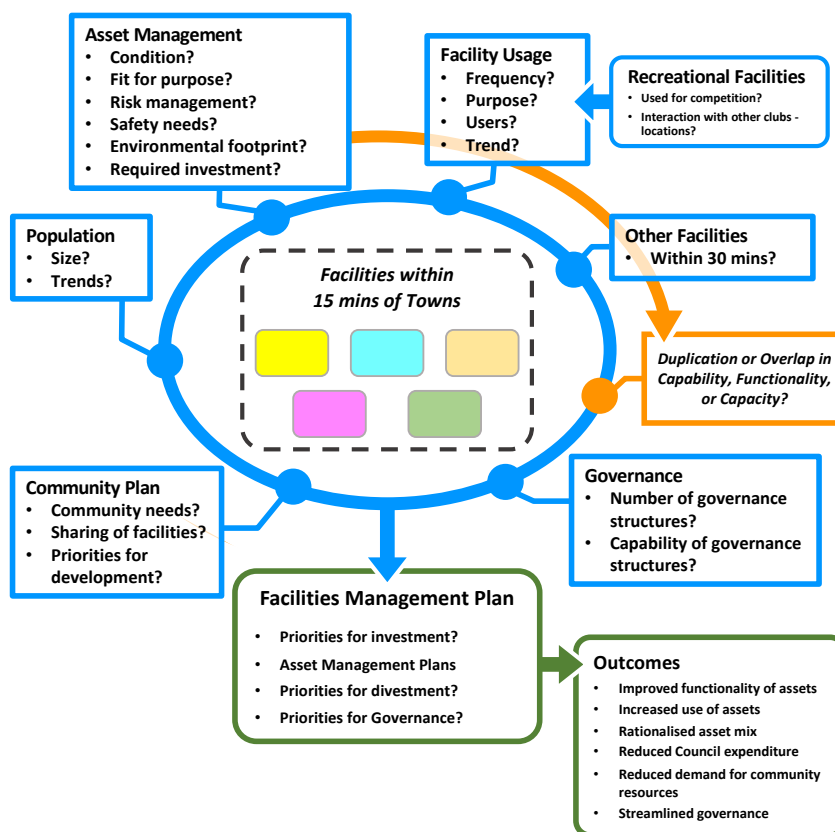 Asset Management
• Condition?
• Fit for purpose?
• Risk management?
• Safety needs?
• Environmental footprint?
• Required investment?
Facility Usage
• Frequency?
• Purpose?
• Users?
• Trend?
Recreational Facilities
• Used for competition?
• Interaction with other clubs -
locations?
Population
• Size?
• Trends?
Facilities within
15 mins of Towns
Other Facilities
• Within 30 mins?
Duplication or Overlap in
Capability, Functionality,
or Capacity?
Community Plan
• Community needs?
• Sharing of facilities?
• Priorities for
development?
Governance
• Number of governance
structures?
• Capability of governance
structures?
Facilities Management Plan
• Priorities for investment?
• Asset Management Plans
• Priorities for divestment?
• Priorities for Governance?
Outcomes
• Improved functionality of assets
• Increased use of assets
• Rationalised asset mix
• Reduced Council expenditure
• Reduced demand for community
resources
• Streamlined governance